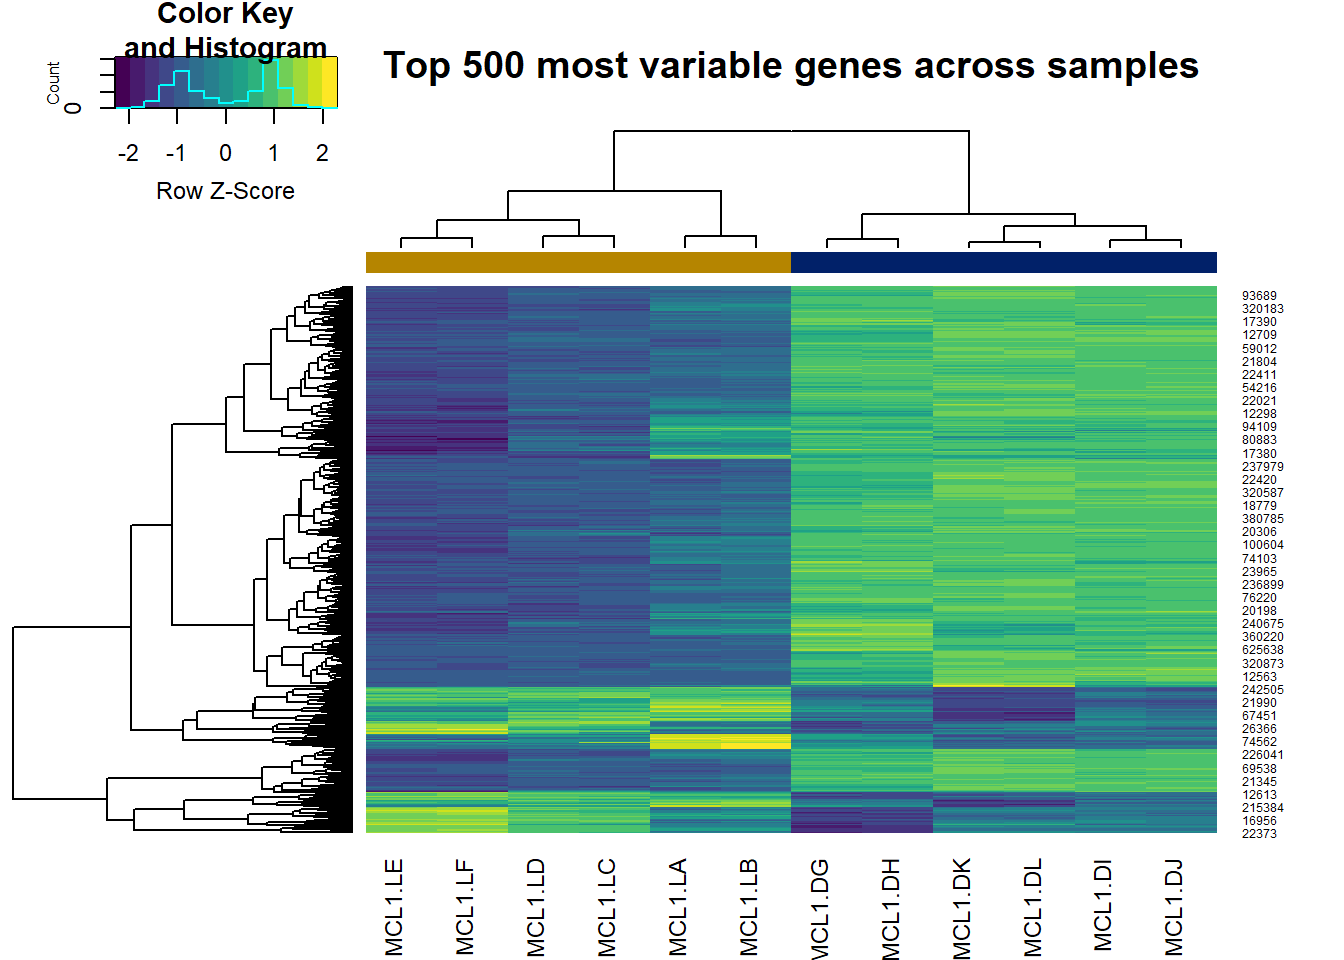 Color Key
and Histogram
Count
0
-2 -1 0 1 2
Row Z-Score
Top 500 most variable genes across samples
93689
320183
17390
12709
59012
21804
22411
54216
22021
12298
94109
80883
17380
237979
22420
320587
18779
380785
20306
100604
74103
23965
236899
76220
20198
240675
360220
625638
320873
12563
242505
21990
67451
26366
74562
226041
69538
21345
12613
215384
16956
22373
MCL1.LE
MCL1.LF
MCL1.LD
MCL1.LC
MCL1.LA
MCL1.LB
MCL1.DG
MCL1.DH
MCL1.DK
MCL1.DL
MCL1.DI
MCL1.DJ